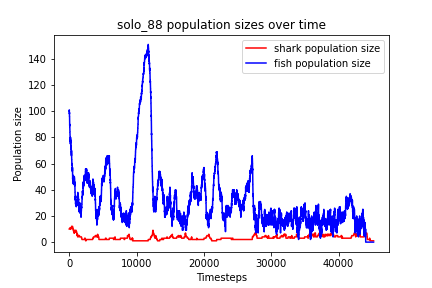 solo_88 population sizes over time
shark population size
fish population size
Population size
140
120
100
80
60
40
20
0
0
10000
20000
30000
40000
Timesteps